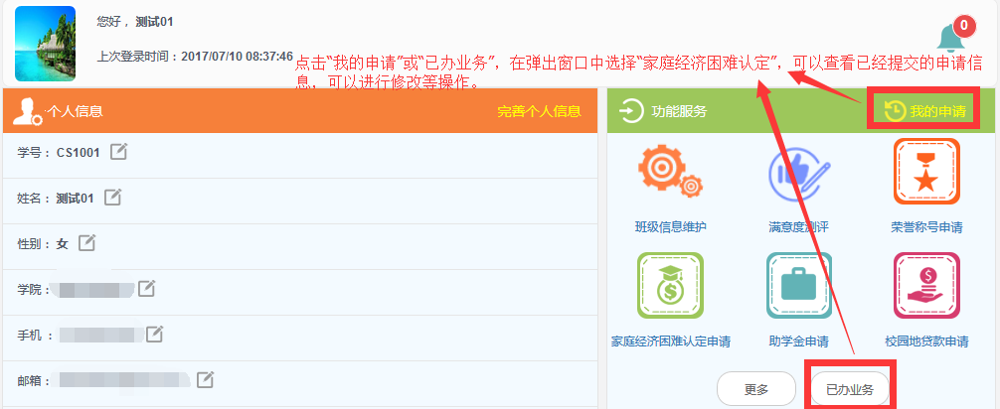 您好， 测试01
0
上次登录时间：2017/07/10 08:37:46
点击“我的申请”或“已办业务”，在弹出窗口中选择“家庭经济困难认定”，可以查看已经提交的申请信
息，可以进行修改等操作。
个人信息 完善个人信息
功能服务 我的申请
学号： CS1001
姓名： 测试01
性别： 女
学院：
手机 ：
邮箱：
班级信息维护 满意度测评 荣誉称号申请
家庭经济困难认定申请 助学金申请 校园地贷款申请
更多 已办业务